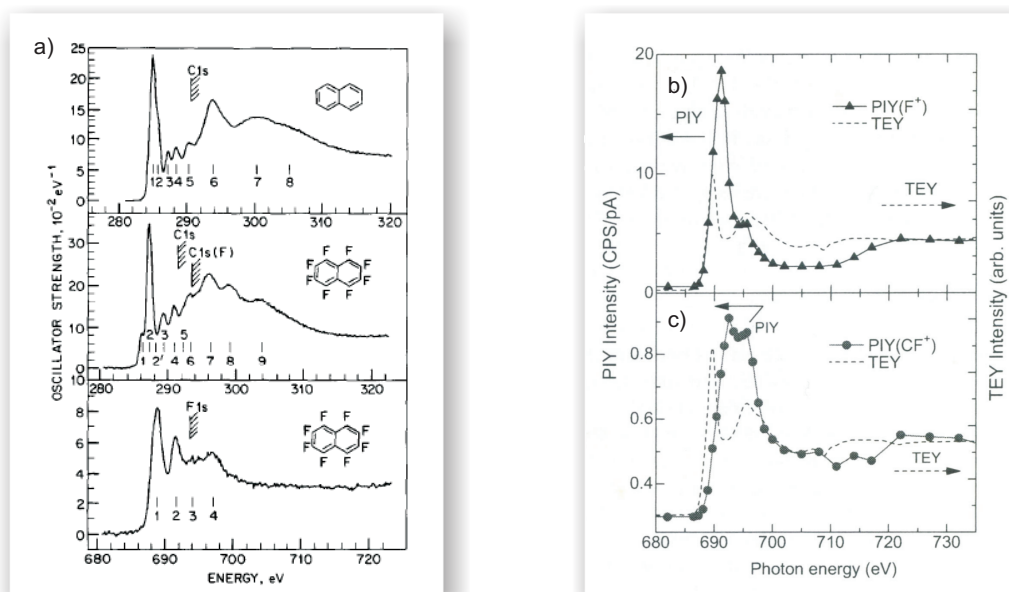 a)
OSCILLATOR STRENGTH, 10⁻² eV⁻¹
25
20
15
10
5
0
C1s
1 2 3 4 5 6 7 8
280 290 300 310 320
30
20
10
0
C1s
C1s(F)
F F F F
F F F F
1 2 2' 3 4 5 6 7 8 9
280 290 300 310 320
10
8
6
4
2
0
F1s
F F F F
F F F F
1 2 3 4
680 690 700 710 720
ENERGY, eV
b)
20
10
0
PIY
PIY(F⁺)
TEY
TEY
PIY Intensity (CPS/pA)
TEY Intensity (arb. units)
c)
0.8
0.6
0.4
PIY
PIY(CF⁺)
TEY
TEY
680 690 700 710 720 730
Photon energy (eV)